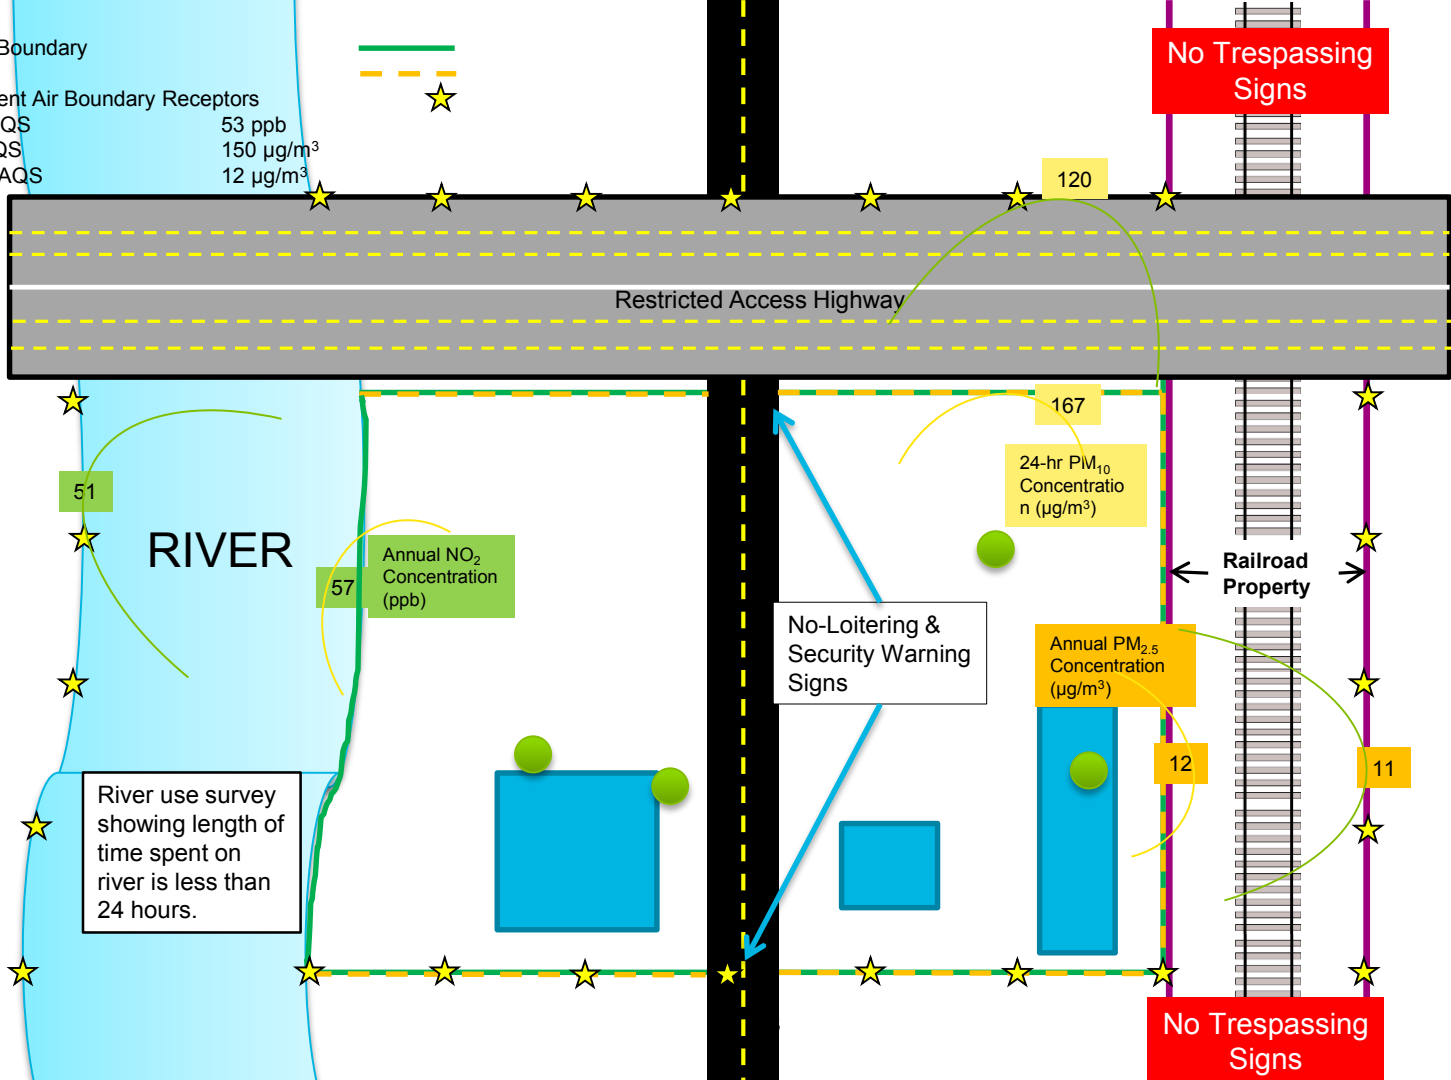 Boundary
ent Air Boundary Receptors
QS 53 ppb
QS 150 µg/m³
AQS 12 µg/m³
No Trespassing
Signs
120
Restricted Access Highway
167
24-hr PM₁₀
Concentratio
n (µg/m³)
51
RIVER
57
Annual NO₂
Concentration
(ppb)
Railroad
Property
No-Loitering &
Security Warning
Signs
Annual PM₂.₅
Concentration
(µg/m³)
12
11
River use survey
showing length of
time spent on
river is less than
24 hours.
No Trespassing
Signs